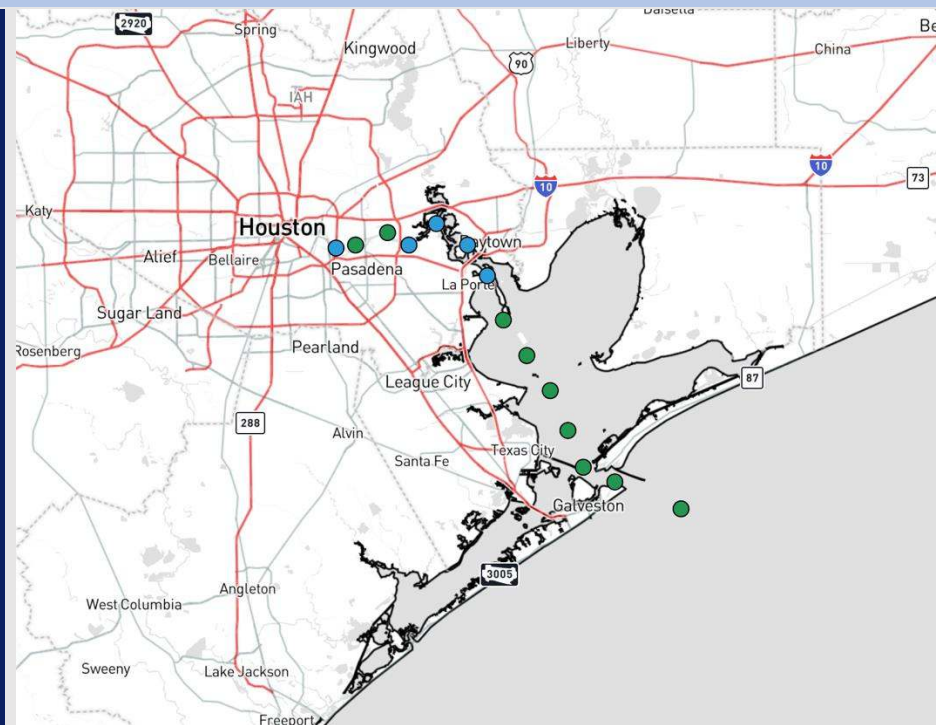 2920
Spring
Kingwood
Liberty
China
Be
90
IAH
10
10
73
Katy
Houston
Alief
Bellaire
Pasadena
La Porte
Sugar Land
Rosenberg
Pearland
League City
87
288
Alvin
Santa Fe
Texas City
Galveston
3005
Angleton
West Columbia
Sweeny
Lake Jackson
Freeport